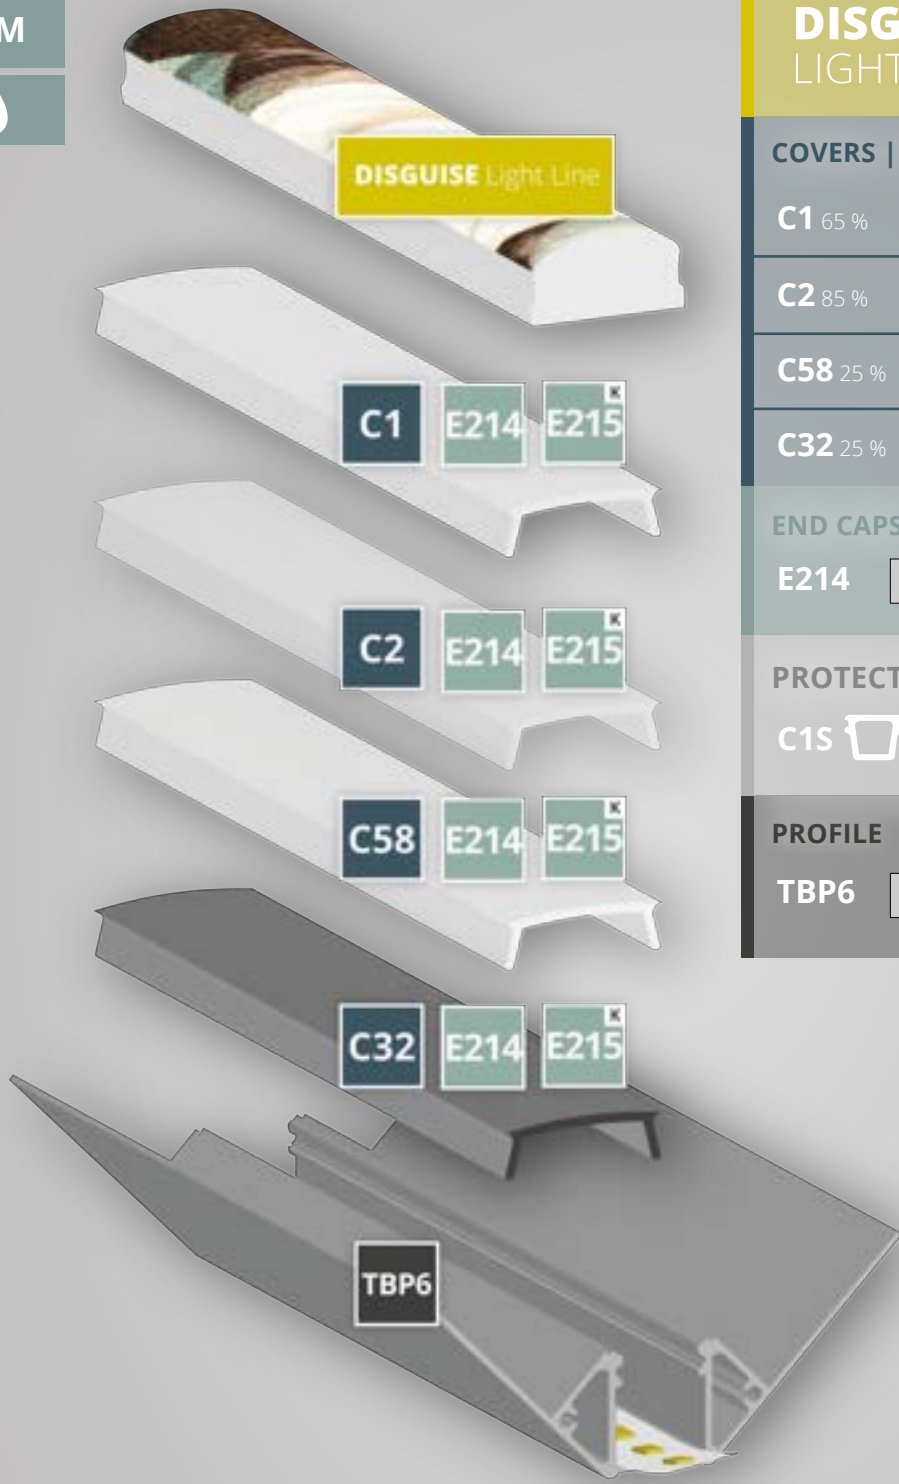 M
DISGUISE Light Line
C1 E214 E215 K
C2 E214 E215 K
C58 E214 E215 K
C32 E214 E215 K
TBP6
DISG
LIGHT
COVERS |
C1 65 %
C2 85 %
C58 25 %
C32 25 %
END CAPS
E214
PROTECT
C1S
PROFILE
TBP6